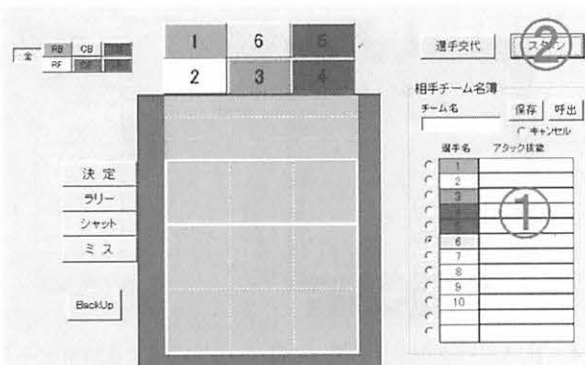 全 RB CB
RF
1 6 5
2 3 4
選手交代 スタメン
②
相手チーム名簿
チーム名 保存 呼出
キャンセル
選手名 アタック技能
1
2
3
4
5
6
7
8
9
10
①
決 定
ラリー
シャット
ミ ス
BackUp